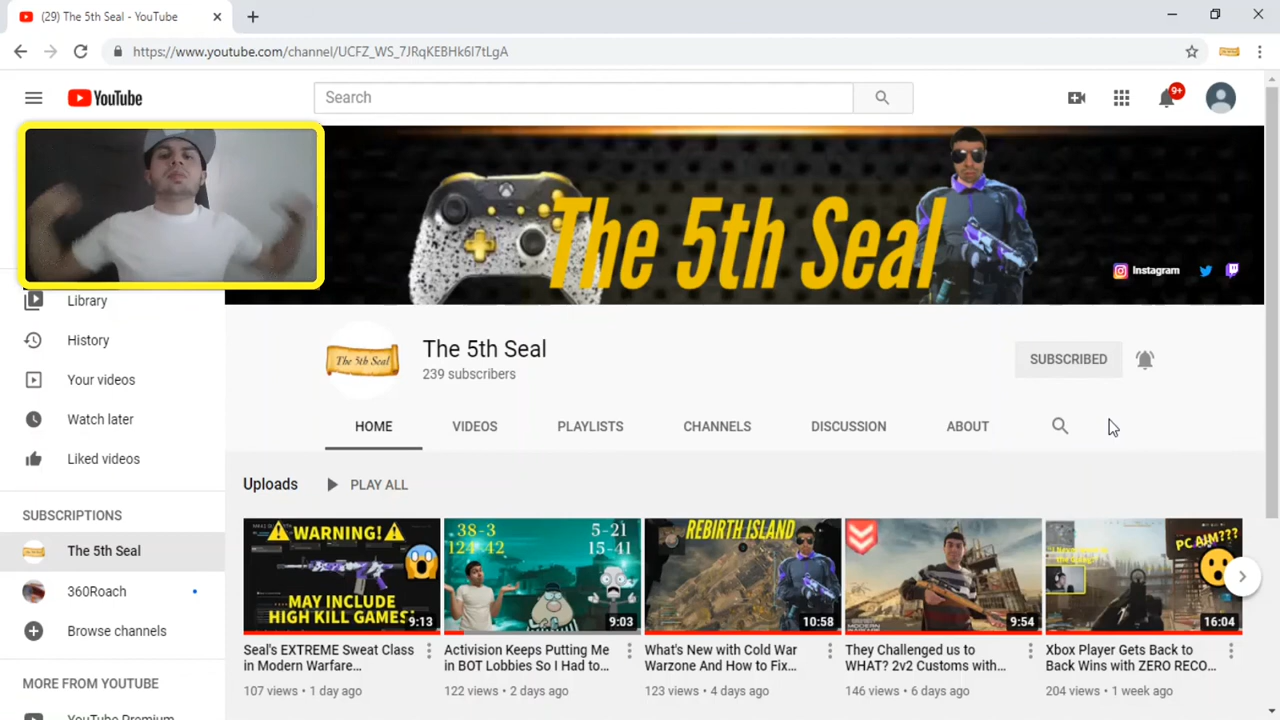 (29) The 5th Seal - YouTube
https://www.youtube.com/channel/UCFZ_WS_7JRqKEBHk6I7tLgA
YouTube
Search
9+
The 5th Seal
Instagram
Library
History
Your videos
Watch later
Liked videos
SUBSCRIPTIONS
The 5th Seal
360Roach
Browse channels
MORE FROM YOUTUBE
YouTube Premium
The 5th Seal
The 5th Seal
239 subscribers
SUBSCRIBED
HOME VIDEOS PLAYLISTS CHANNELS DISCUSSION ABOUT
Uploads PLAY ALL
WARNING!
MAY INCLUDE
HIGH KILL GAMES
9:13
Seal's EXTREME Sweat Class
in Modern Warfare...
107 views • 1 day ago
38-3 5-21
124-42 15-41
9:03
Activision Keeps Putting Me
in BOT Lobbies So I Had to...
122 views • 2 days ago
REBIRTH ISLAND
10:58
What's New with Cold War
Warzone And How to Fix...
123 views • 4 days ago
9:54
They Challenged us to
WHAT? 2v2 Customs with...
146 views • 6 days ago
PC AIM???
16:04
Xbox Player Gets Back to
Back Wins with ZERO RECO...
204 views • 1 week ago